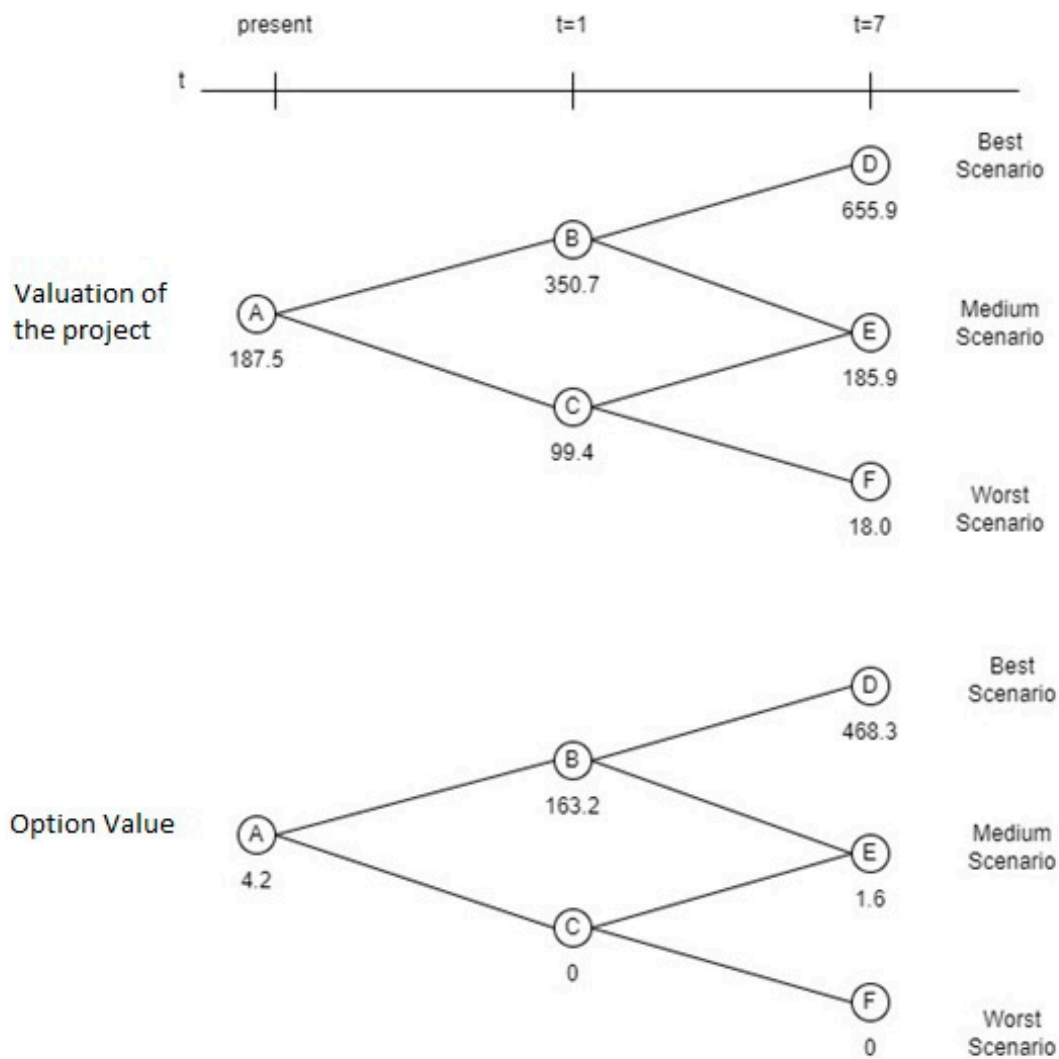 present t=1 t=7
t
Best
Scenario
D
655.9
B
350.7
Valuation of
the project
A
187.5
Medium
Scenario
E
185.9
C
99.4
F
18.0
Worst
Scenario
Best
Scenario
D
468.3
B
163.2
Option Value
A
4.2
Medium
Scenario
E
1.6
C
0
F
0
Worst
Scenario